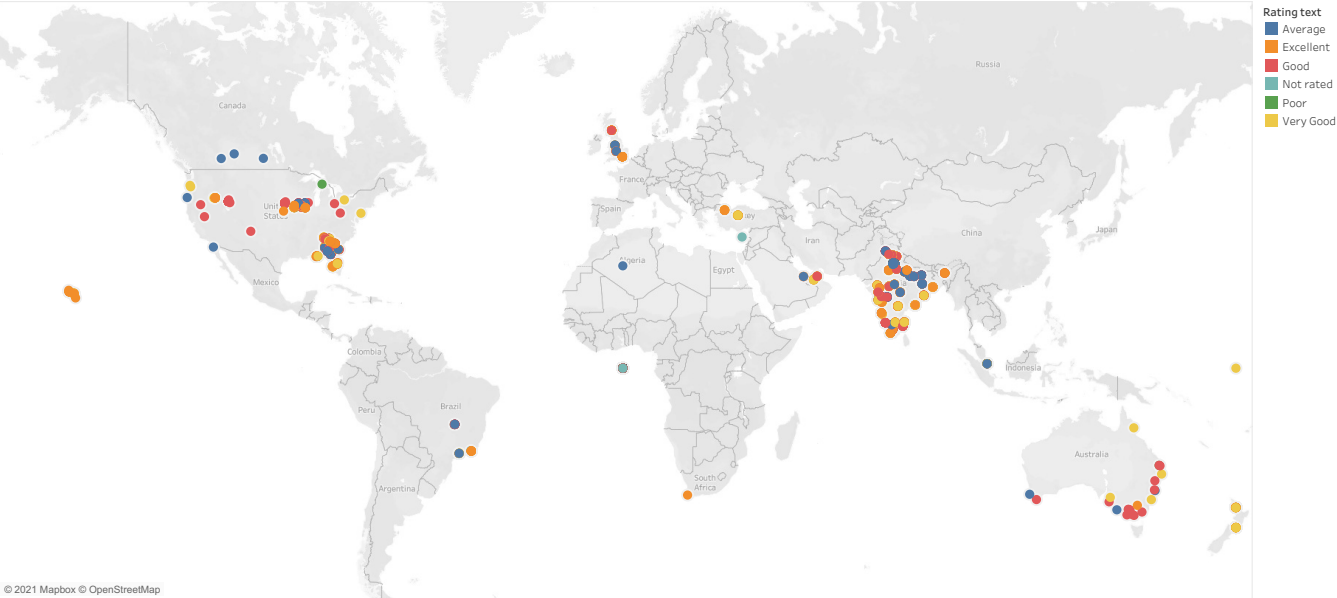 Rating text
Average
Excellent
Good
Not rated
Poor
Very Good
Russia
Canada
France
United
States
Spain
China
Japan
Iran
Algeria
Egypt
Mexico
Colombia
Indonesia
Brazil
Peru
Australia
South
Africa
Argentina
© 2021 Mapbox © OpenStreetMap